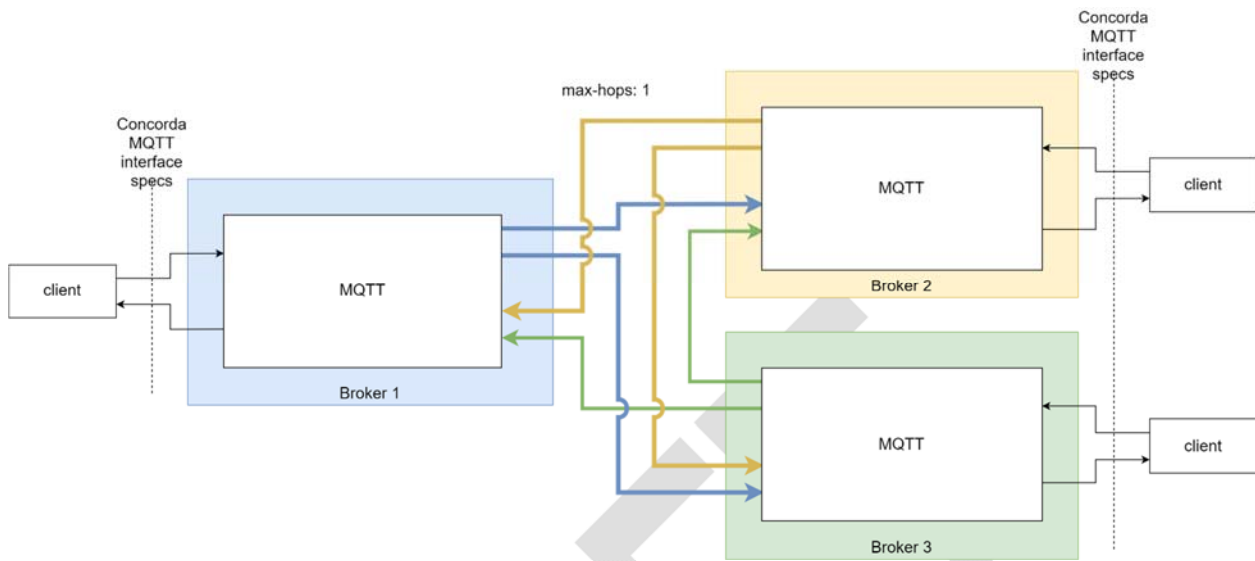 Concorda
MQTT
interface
specs
max-hops: 1
Concorda
MQTT
interface
specs
MQTT
client
Broker 2
client
MQTT
Broker 1
MQTT
client
Broker 3